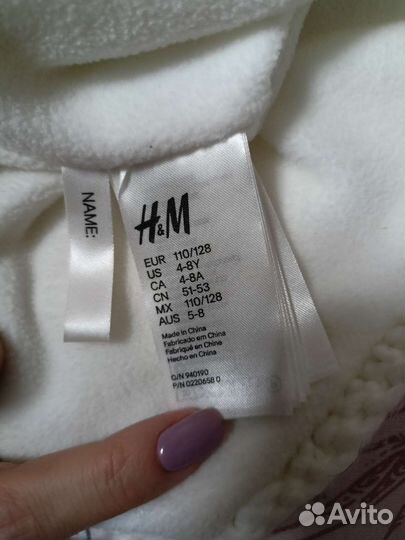 NAME:
H&M
EUR 110/128
US 4-8Y
CA 4-8A
CN 51-53
MX 110/128
AUS 5-8
Made in China
Fabricado em China
Fabriqué en Chine
Hecho en China
O/N 940190
P/N 0220658 0
Avito